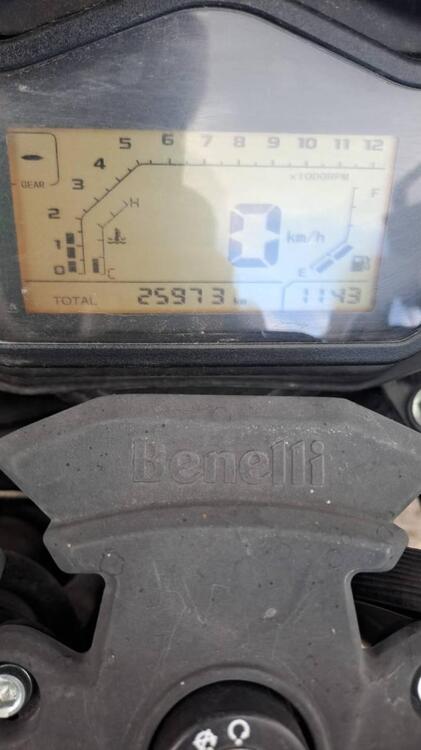 5 6 7 8 9 10 11 12
4
x1000RPM
GEAR
3
H
F
2
1
0 km/h
0
C
E
TOTAL 25973 km 1143
Benelli